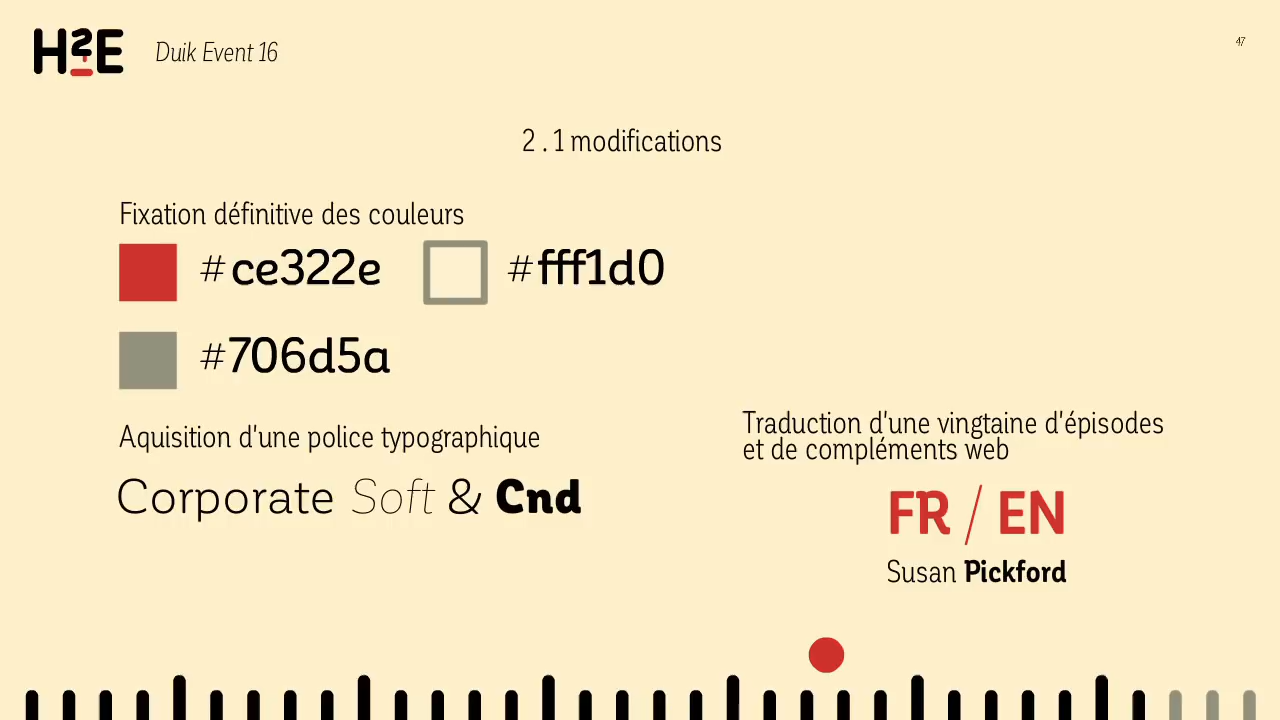 H2E
Duik Event 16
47
2 . 1 modifications
Fixation définitive des couleurs
#ce322e
#fff1d0
#706d5a
Aquisition d'une police typographique
Corporate Soft & Cnd
Traduction d'une vingtaine d'épisodes
et de compléments web
FR / EN
Susan Pickford